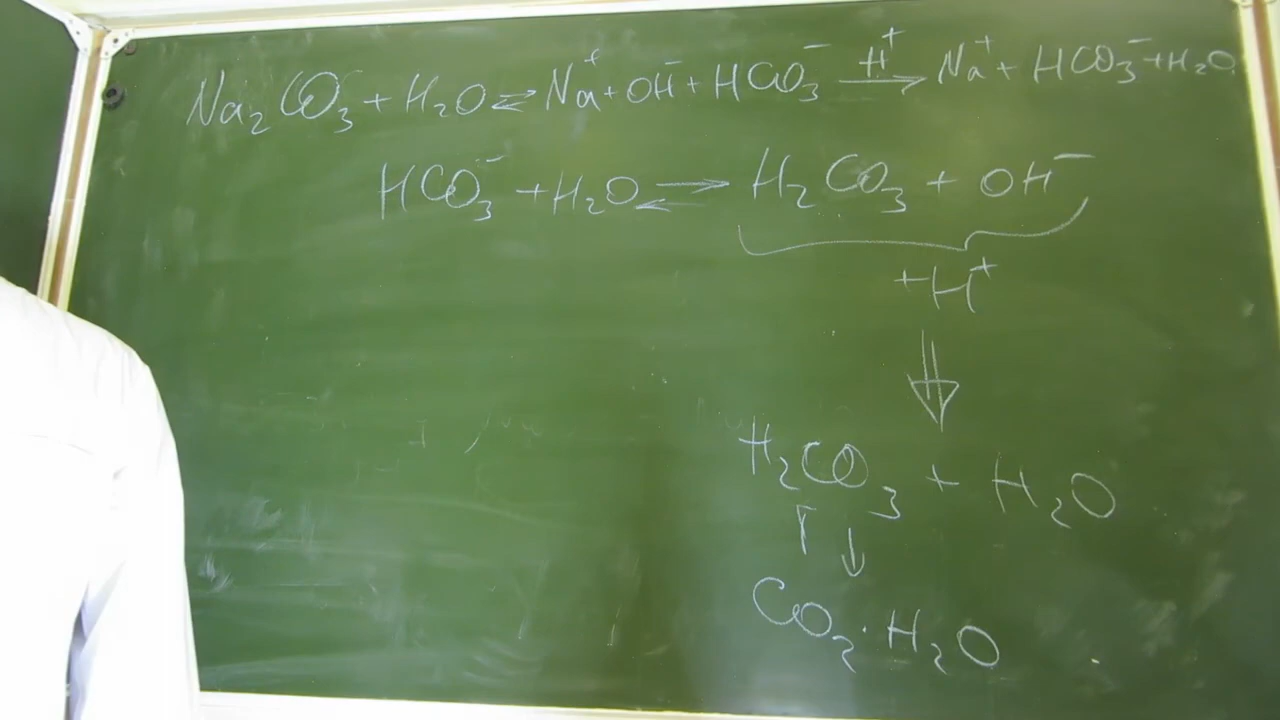 Na₂CO₃ + H₂O ⇄ Na⁺ + OH⁻ + HCO₃⁻ —H⁺→ Na⁺ + HCO₃⁻ + H₂O
HCO₃⁻ + H₂O ⇄ H₂CO₃ + OH⁻
+H⁺
⇓
H₂CO₃ + H₂O
↑ ↓
CO₂·H₂O